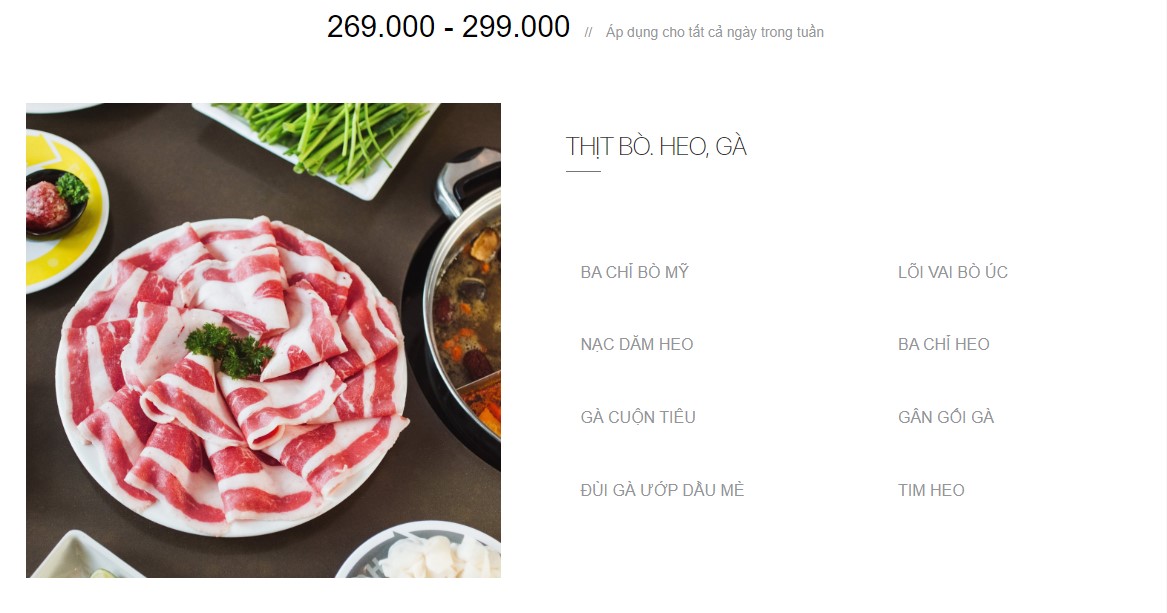 269.000 - 299.000 // Áp dụng cho tất cả ngày trong tuần
THỊT BÒ. HEO, GÀ
BA CHỈ BÒ MỸ
LÕI VAI BÒ ÚC
NẠC DĂM HEO
BA CHỈ HEO
GÀ CUỘN TIÊU
GÂN GỐI GÀ
ĐÙI GÀ ƯỚP DẦU MÈ
TIM HEO